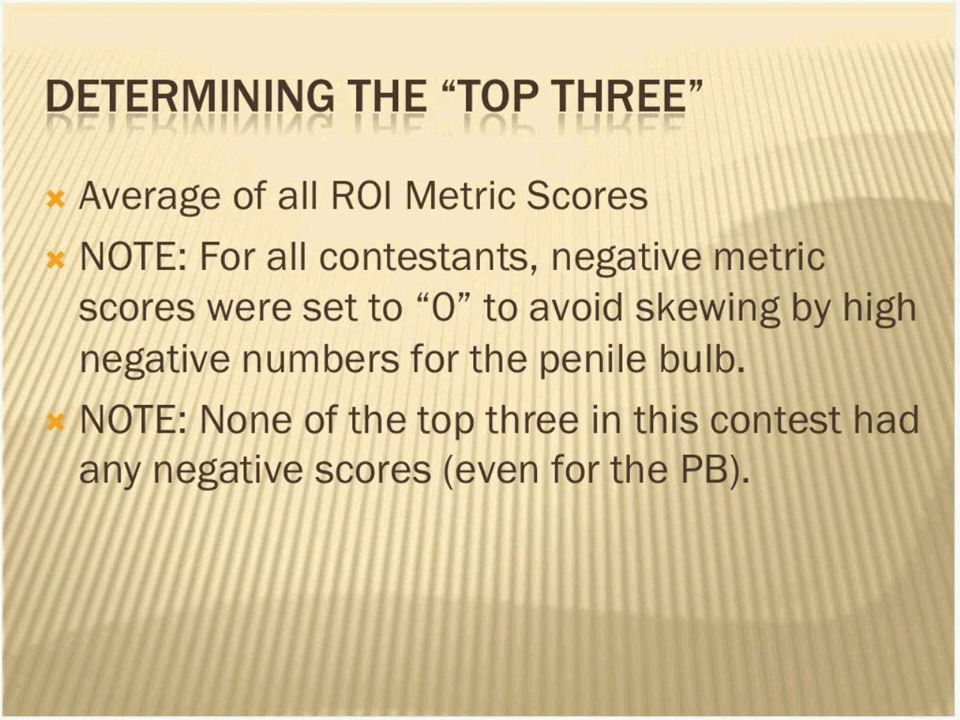 DETERMINING THE “TOP THREE”
Average of all ROI Metric Scores
NOTE: For all contestants, negative metric
scores were set to “0” to avoid skewing by high
negative numbers for the penile bulb.
NOTE: None of the top three in this contest had
any negative scores (even for the PB).